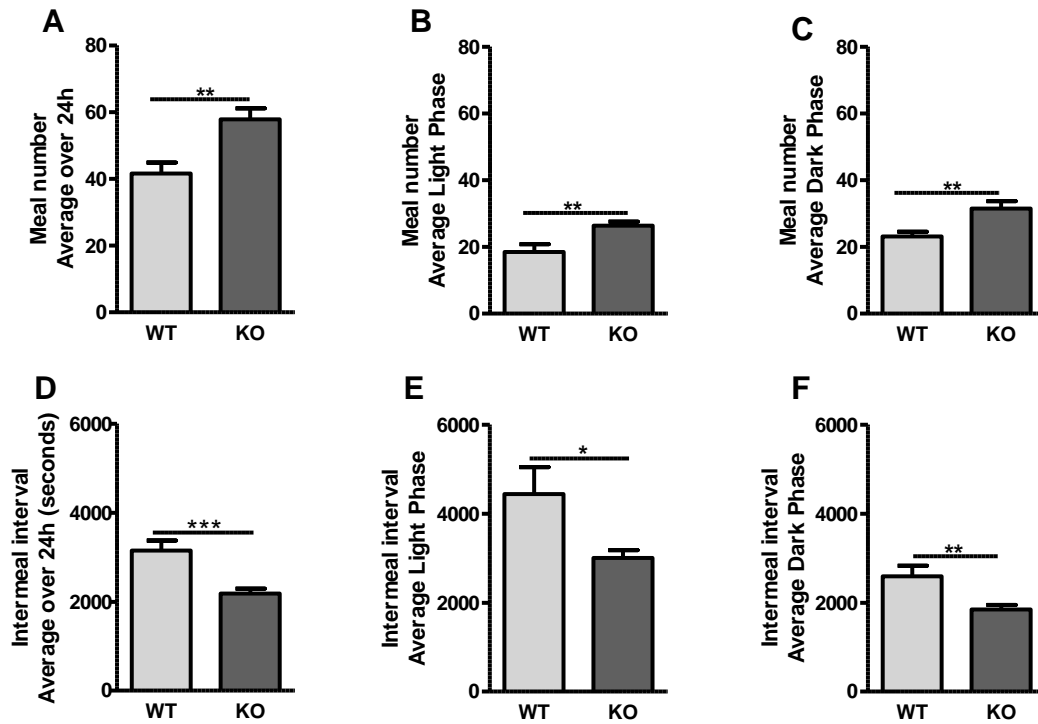 A
Meal number
Average over 24h
80
60
40
20
0
**
WT KO
B
Meal number
Average Light Phase
80
60
40
20
0
**
WT KO
C
Meal number
Average Dark Phase
80
60
40
20
0
**
WT KO
D
Intermeal interval
Average over 24h (seconds)
6000
4000
2000
0
***
WT KO
E
Intermeal interval
Average Light Phase
6000
4000
2000
0
*
WT KO
F
Intermeal interval
Average Dark Phase
6000
4000
2000
0
**
WT KO